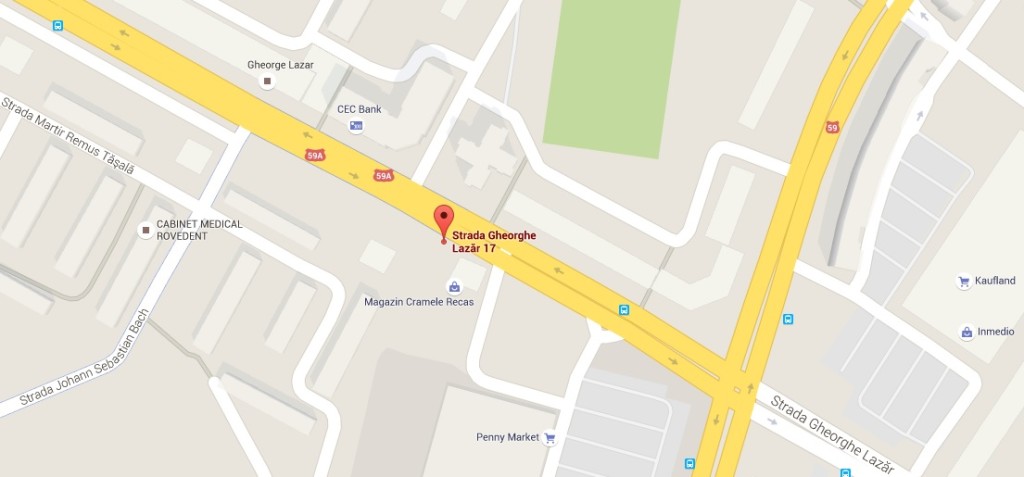 Gheorge Lazar
CEC Bank
59A
59A
59
Strada Martir Remus Tășală
CABINET MEDICAL
ROVEDENT
Strada Gheorghe
Lazăr 17
Magazin Cramele Recas
Kaufland
Inmedio
Strada Johann Sebastian Bach
Penny Market
Strada Gheorghe Lazăr